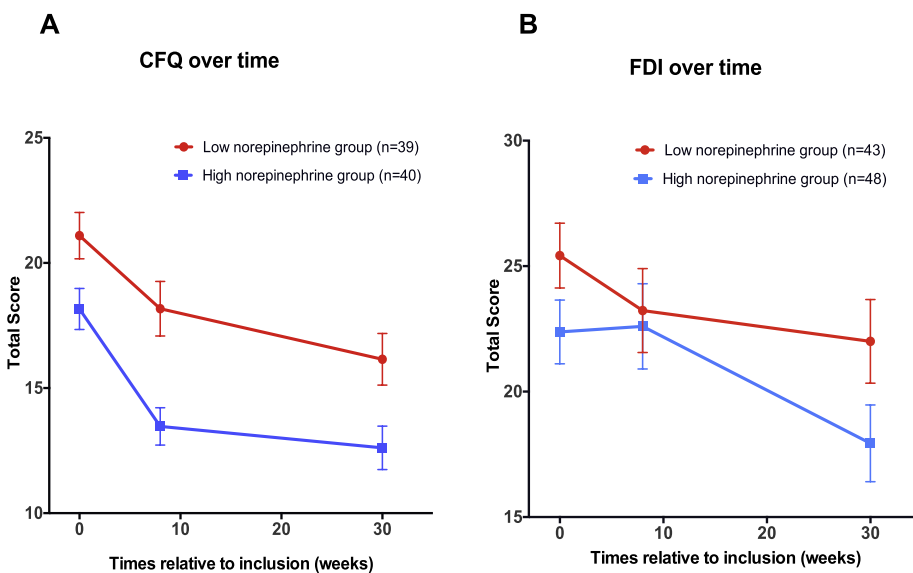 A
CFQ over time
25
20
15
10
Total Score
Low norepinephrine group (n=39)
High norepinephrine group (n=40)
0
10
20
30
Times relative to inclusion (weeks)
B
FDI over time
30
25
20
15
Total Score
Low norepinephrine group (n=43)
High norepinephrine group (n=48)
0
10
20
30
Times relative to inclusion (weeks)